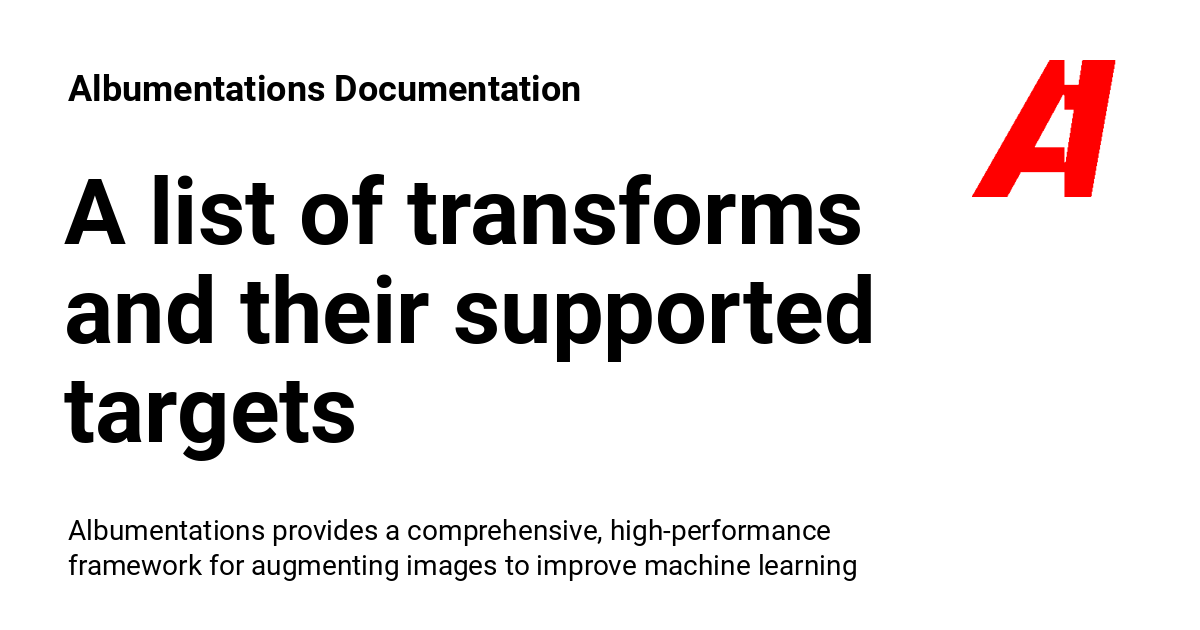 Albumentations Documentation
A list of transforms
and their supported
targets
Albumentations provides a comprehensive, high-performance
framework for augmenting images to improve machine learning